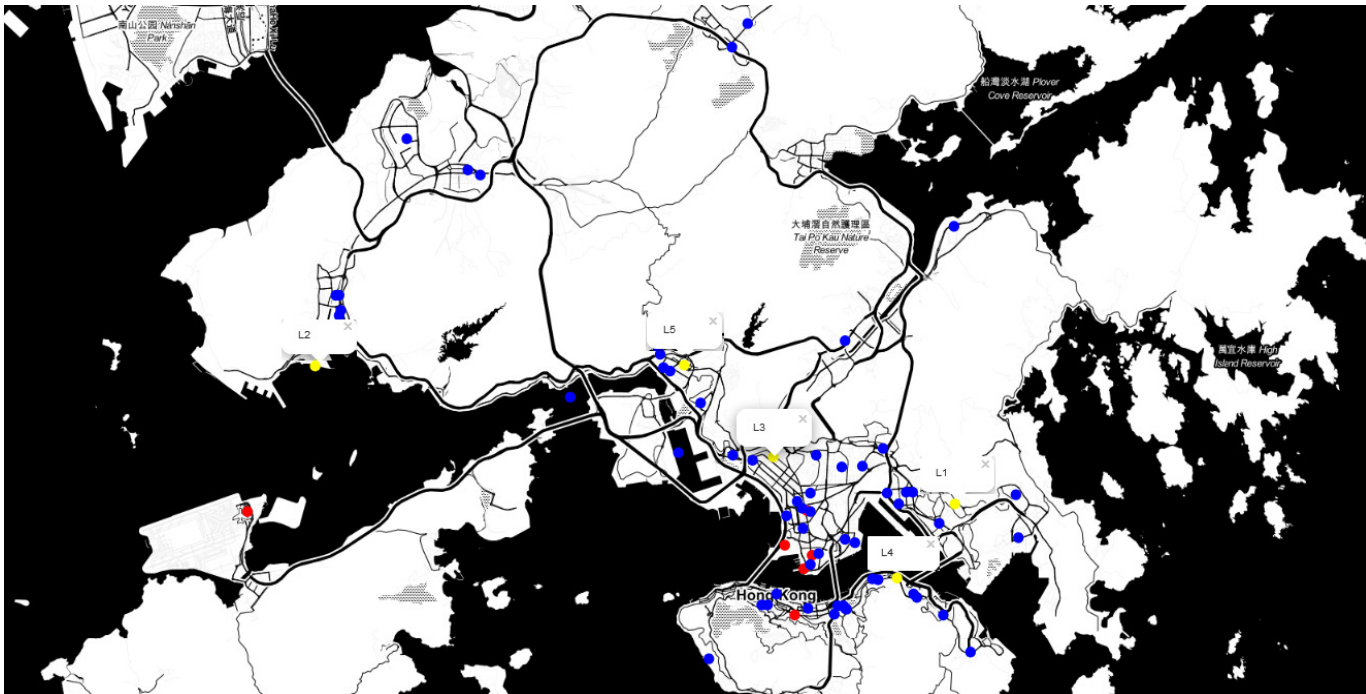 南山公园 Nánshān
Park
船灣淡水湖 Plover
Cove Reservoir
大埔滘自然護理區
Tai Po Kau Nature
Reserve
L2
×
L5
×
萬宜水庫 High
Island Reservoir
L3
×
L1
×
L4
×
Hong Kong